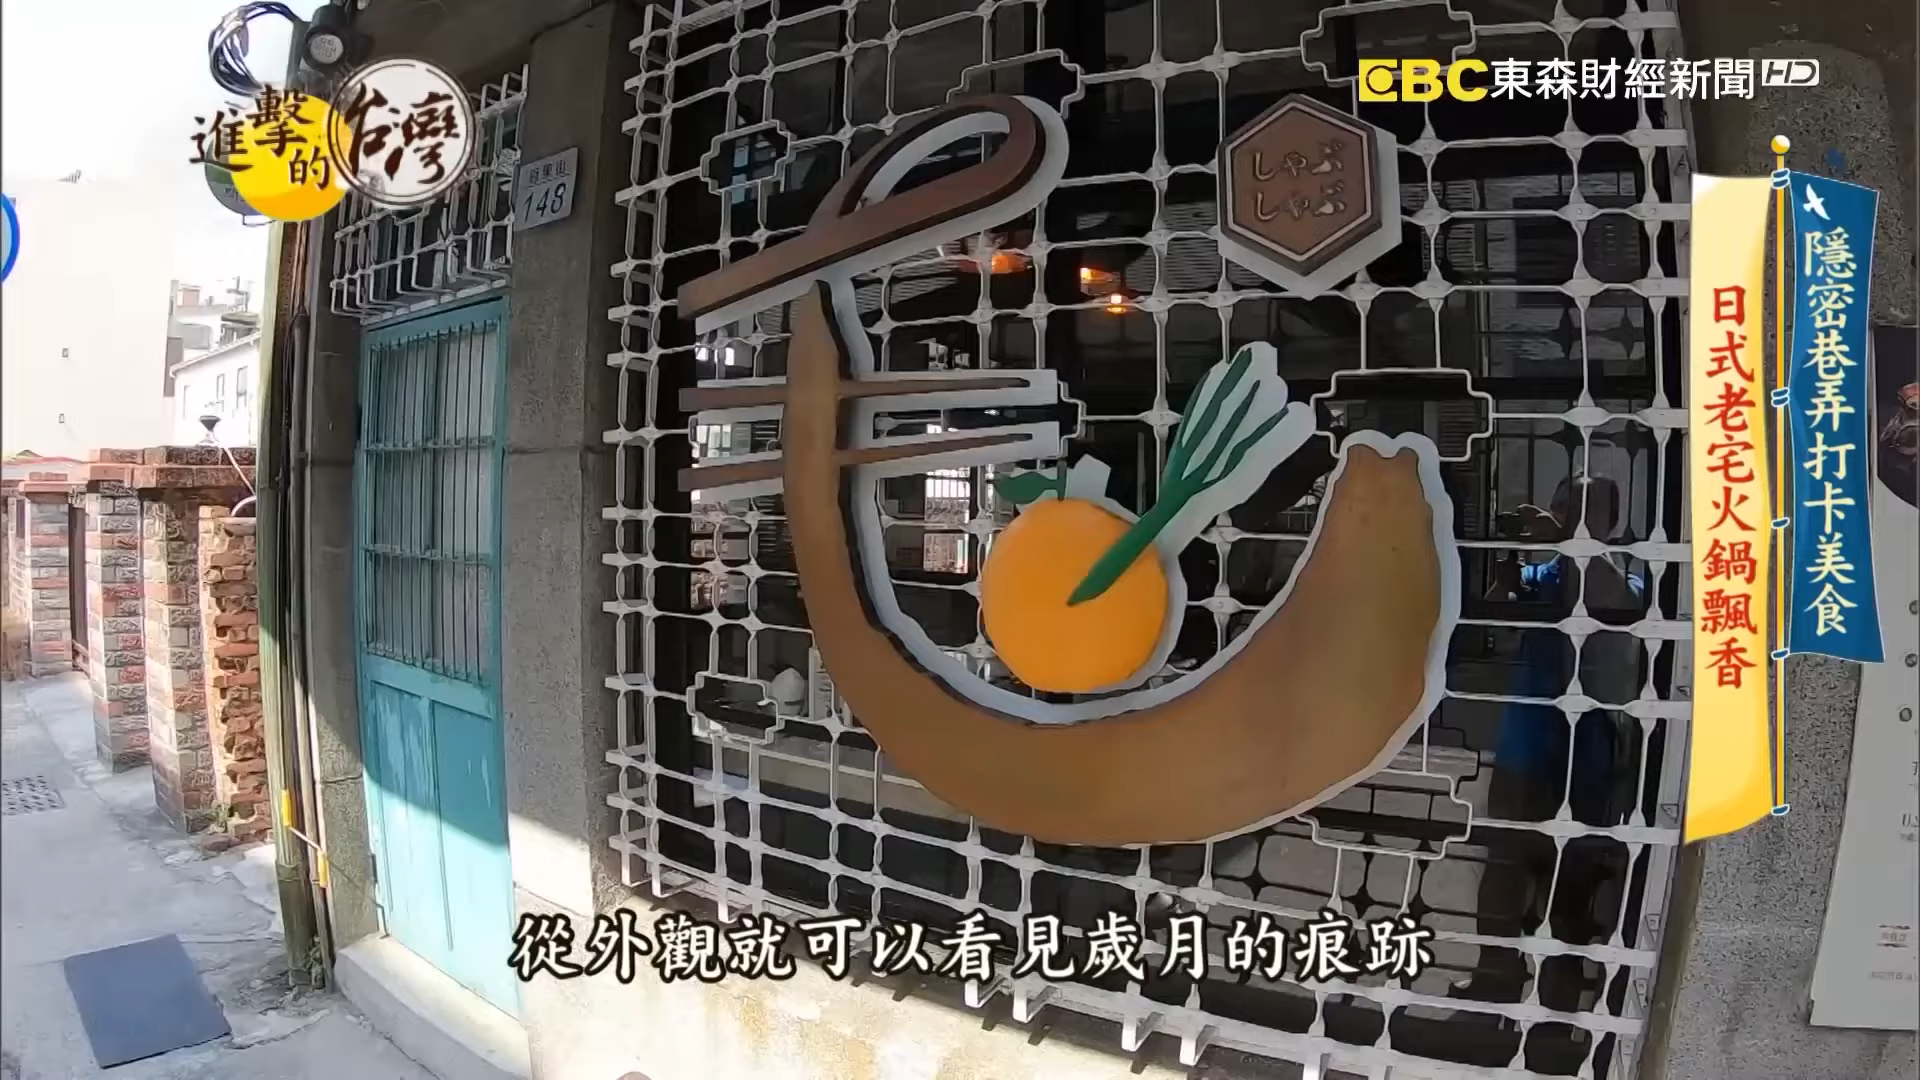 進擊的台灣
EBC東森財經新聞HD
148
しゃぶ
しゃぶ
隱密巷弄打卡美食
日式老宅火鍋飄香
從外觀就可以看見歲月的痕跡